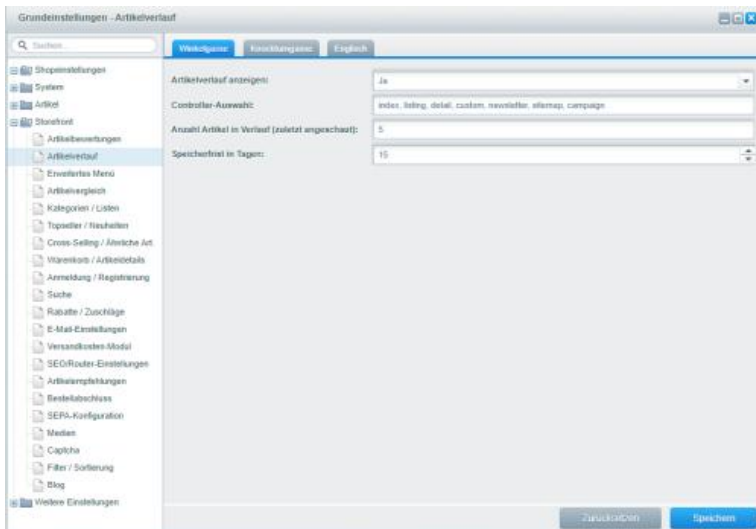 Grundeinstellungen - Artikelverlauf
Suchen...
Shopeinstellungen
System
Artikel
Storefront
Artikelbewertungen
Artikelverlauf
Erweitertes Menü
Artikelvergleich
Kategorien / Listen
Topseller / Neuheiten
Cross-Selling / Ähnliche Art.
Warenkorb / Artikeldetails
Anmeldung / Registrierung
Suche
Rabatte / Zuschläge
E-Mail-Einstellungen
Versandkosten-Modul
SEO/Router-Einstellungen
Artikelempfehlungen
Bestellabschluss
SEPA-Konfiguration
Medien
Captcha
Filter / Sortierung
Blog
Weitere Einstellungen
Winkelgasse
Englisch
Artikelverlauf anzeigen:
Ja
Controller-Auswahl:
index, listing, detail, custom, newsletter, sitemap, campaign
Anzahl Artikel in Verlauf (zuletzt angeschaut):
5
Speicherfrist in Tagen:
15
Zurücksetzen
Speichern